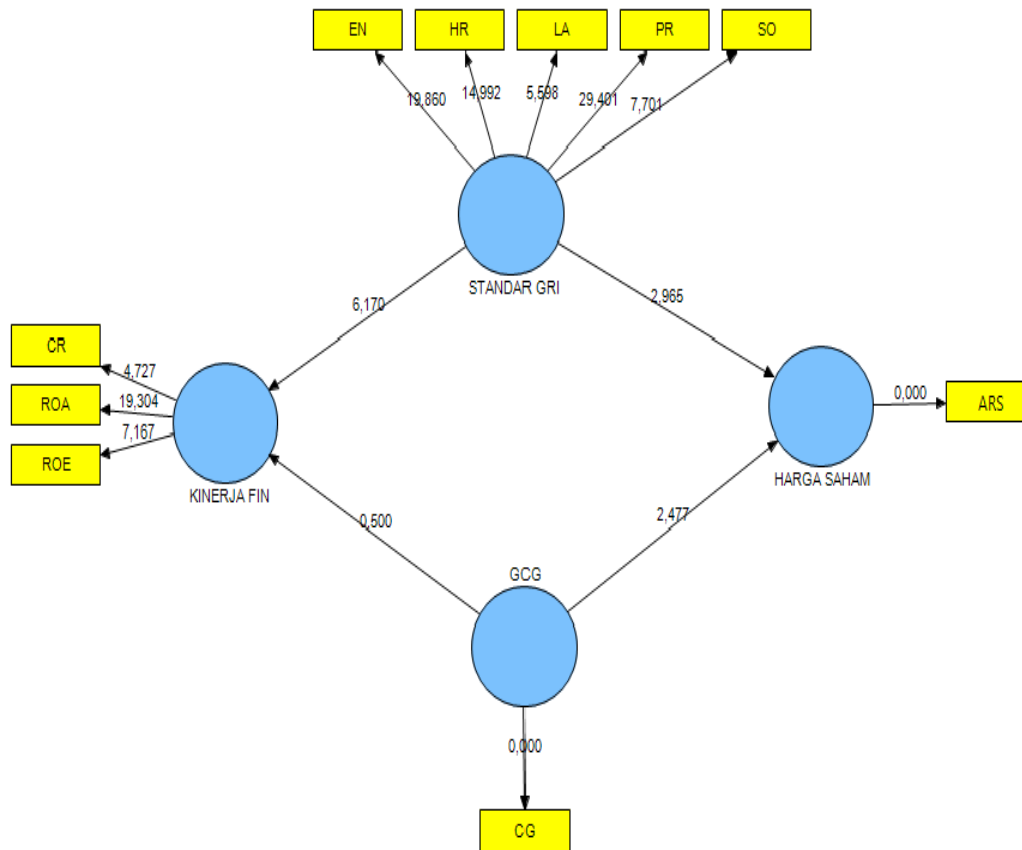 EN HR LA PR SO
19,860 14,992 5,598 29,401 7,701
STANDAR GRI
6,170 2,965
CR
4,727
ROA
19,304
7,167
ROE
KINERJA FIN
0,000
ARS
HARGA SAHAM
0,500 2,477
GCG
0,000
CG